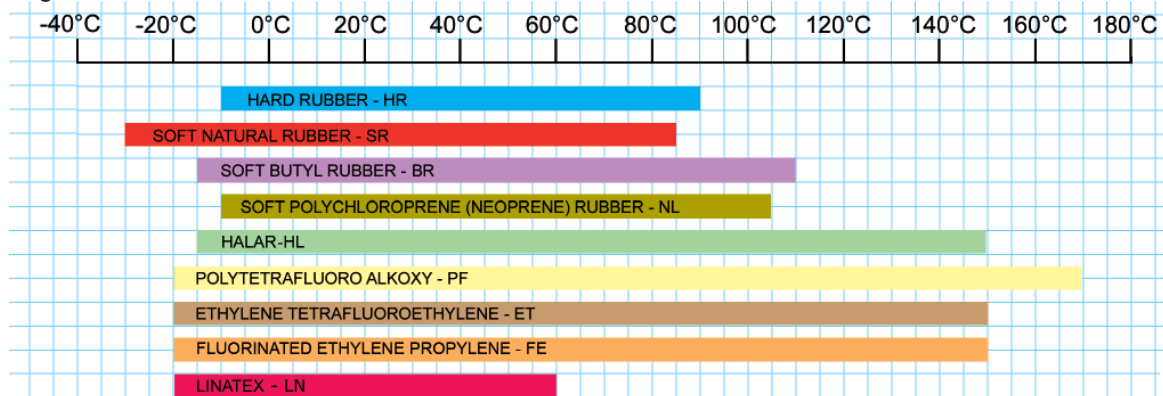 -40°C -20°C 0°C 20°C 40°C 60°C 80°C 100°C 120°C 140°C 160°C 180°C
HARD RUBBER - HR
SOFT NATURAL RUBBER - SR
SOFT BUTYL RUBBER - BR
SOFT POLYCHLOROPRENE (NEOPRENE) RUBBER - NL
HALAR-HL
POLYTETRAFLUORO ALKOXY - PF
ETHYLENE TETRAFLUOROETHYLENE - ET
FLUORINATED ETHYLENE PROPYLENE - FE
LINATEX - LN